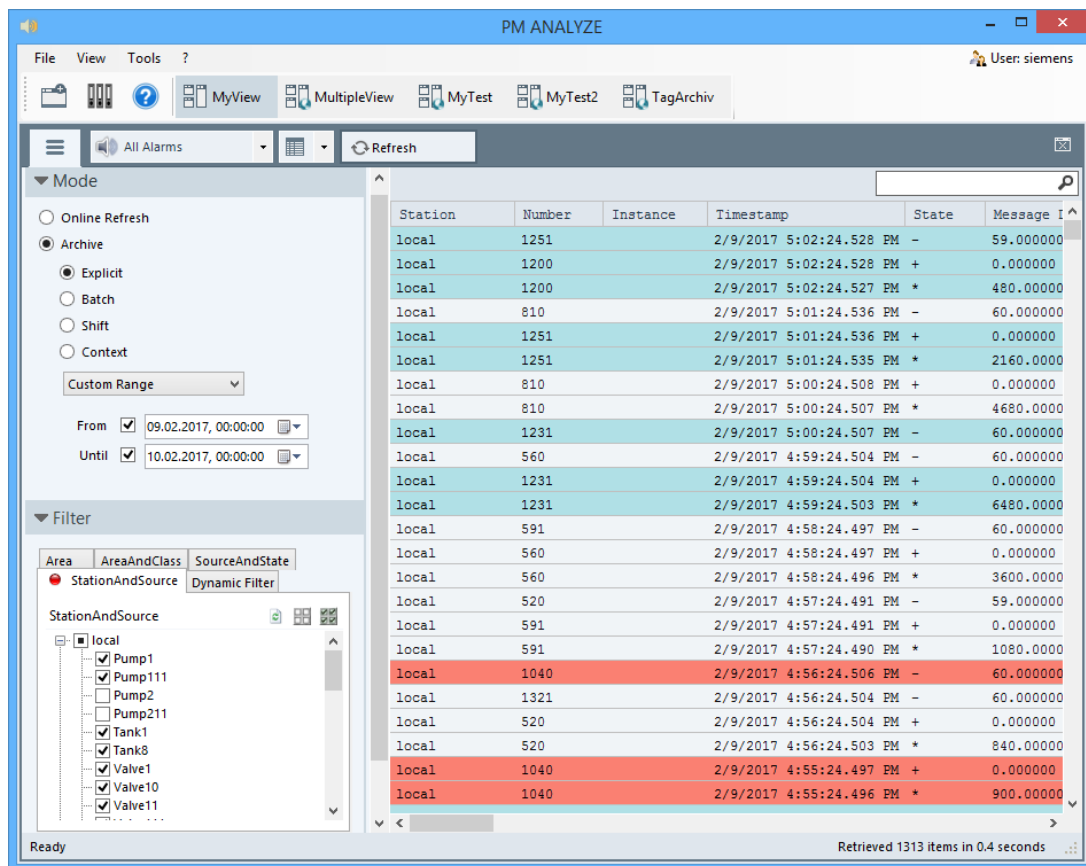 PM ANALYZE
File View Tools ?
User: siemens
MyView MultipleView MyTest MyTest2 TagArchiv
All Alarms Refresh
Mode
Online Refresh
Archive
Explicit
Batch
Shift
Context
Custom Range
From 09.02.2017, 00:00:00
Until 10.02.2017, 00:00:00
Filter
Area AreaAndClass SourceAndState
StationAndSource Dynamic Filter
StationAndSource
local
Pump1
Pump111
Pump2
Pump211
Tank1
Tank8
Valve1
Valve10
Valve11
Station Number Instance Timestamp State Message
local 1251 2/9/2017 5:02:24.528 PM - 59.000000
local 1200 2/9/2017 5:02:24.528 PM + 0.000000
local 1200 2/9/2017 5:02:24.527 PM * 480.00000
local 810 2/9/2017 5:01:24.536 PM - 60.000000
local 1251 2/9/2017 5:01:24.536 PM + 0.000000
local 1251 2/9/2017 5:01:24.535 PM * 2160.0000
local 810 2/9/2017 5:00:24.508 PM + 0.000000
local 810 2/9/2017 5:00:24.507 PM * 4680.0000
local 1231 2/9/2017 5:00:24.507 PM - 60.000000
local 560 2/9/2017 4:59:24.504 PM - 60.000000
local 1231 2/9/2017 4:59:24.504 PM + 0.000000
local 1231 2/9/2017 4:59:24.503 PM * 6480.0000
local 591 2/9/2017 4:58:24.497 PM - 60.000000
local 560 2/9/2017 4:58:24.497 PM + 0.000000
local 560 2/9/2017 4:58:24.496 PM * 3600.0000
local 520 2/9/2017 4:57:24.491 PM - 59.000000
local 591 2/9/2017 4:57:24.491 PM + 0.000000
local 591 2/9/2017 4:57:24.490 PM * 1080.0000
local 1040 2/9/2017 4:56:24.506 PM - 60.000000
local 1321 2/9/2017 4:56:24.504 PM - 60.000000
local 520 2/9/2017 4:56:24.504 PM + 0.000000
local 520 2/9/2017 4:56:24.503 PM * 840.00000
local 1040 2/9/2017 4:55:24.497 PM + 0.000000
local 1040 2/9/2017 4:55:24.496 PM * 900.00000
Ready
Retrieved 1313 items in 0.4 seconds